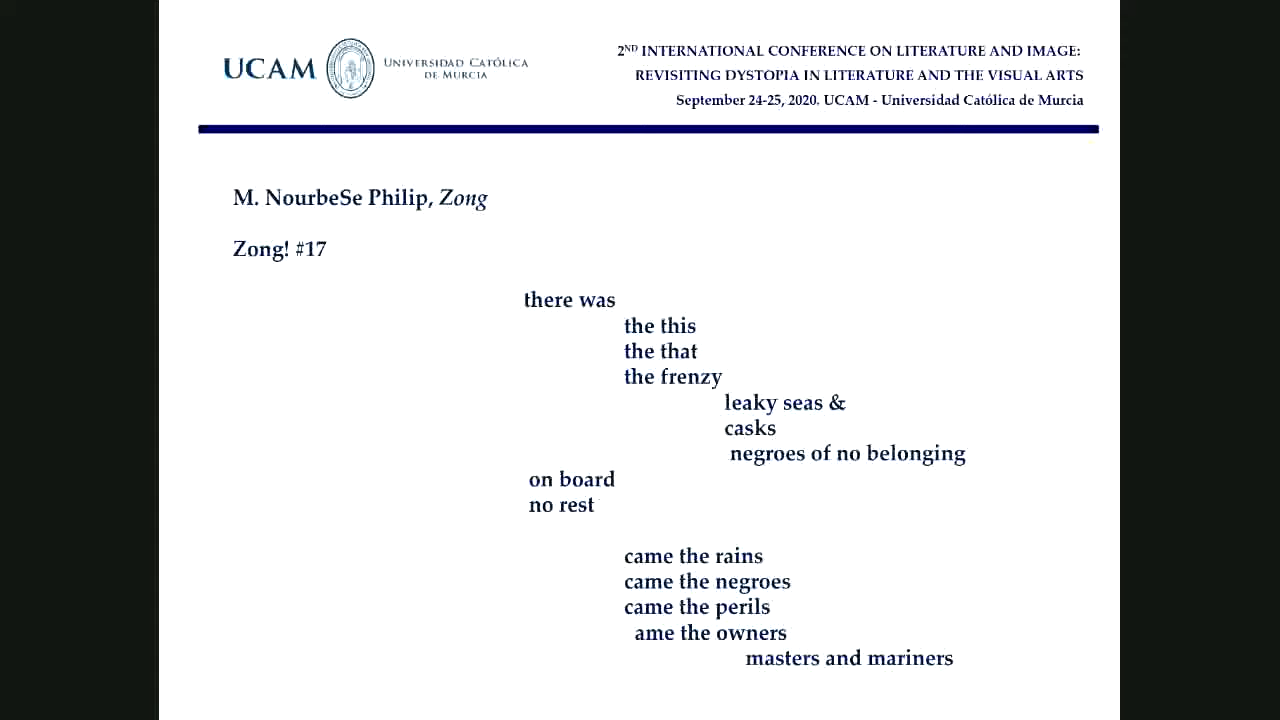 UCAM
UNIVERSIDAD CATÓLICA
DE MURCIA
2ND INTERNATIONAL CONFERENCE ON LITERATURE AND IMAGE:
REVISITING DYSTOPIA IN LITERATURE AND THE VISUAL ARTS
September 24-25, 2020. UCAM - Universidad Católica de Murcia
M. NourbeSe Philip, Zong
Zong! #17
there was
the this
the that
the frenzy
leaky seas &
casks
negroes of no belonging
on board
no rest
came the rains
came the negroes
came the perils
ame the owners
masters and mariners